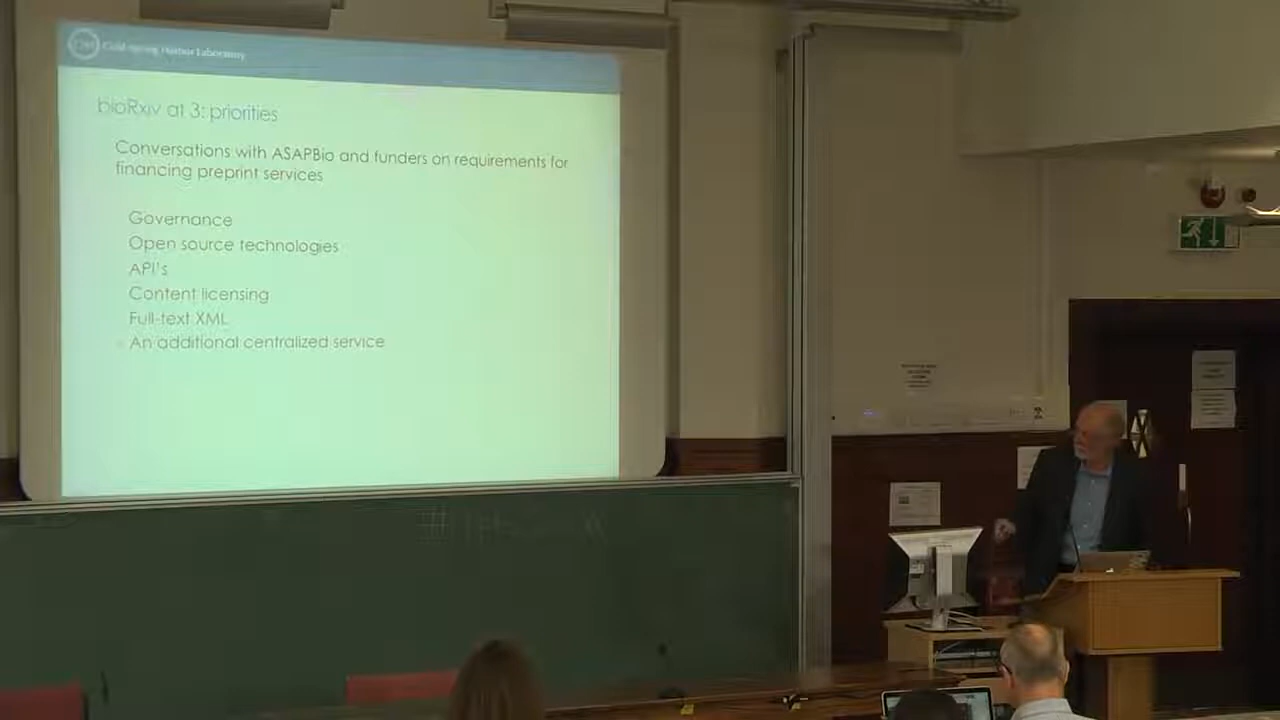 Cold Spring Harbor Laboratory
bioRxiv at 3: priorities
Conversations with ASAPBio and funders on requirements for
financing preprint services
Governance
Open source technologies
API's
Content licensing
Full-text XML
An additional centralized service